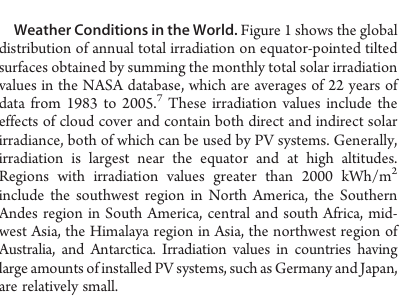 Weather Conditions in the World. Figure 1 shows the global
distribution of annual total irradiation on equator-pointed tilted
surfaces obtained by summing the monthly total solar irradiation
values in the NASA database, which are averages of 22 years of
data from 1983 to 2005.⁷ These irradiation values include the
effects of cloud cover and contain both direct and indirect solar
irradiance, both of which can be used by PV systems. Generally,
irradiation is largest near the equator and at high altitudes.
Regions with irradiation values greater than 2000 kWh/m²
include the southwest region in North America, the Southern
Andes region in South America, central and south Africa, mid-
west Asia, the Himalaya region in Asia, the northwest region of
Australia, and Antarctica. Irradiation values in countries having
large amounts of installed PV systems, such as Germany and Japan,
are relatively small.